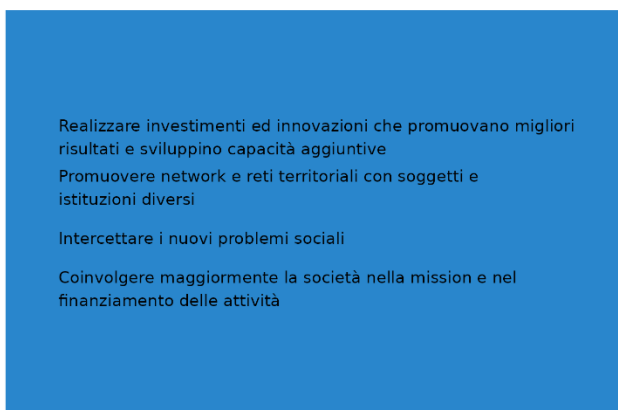 Realizzare investimenti ed innovazioni che promuovano migliori
risultati e sviluppino capacità aggiuntive
Promuovere network e reti territoriali con soggetti e
istituzioni diversi
Intercettare i nuovi problemi sociali
Coinvolgere maggiormente la società nella mission e nel
finanziamento delle attività